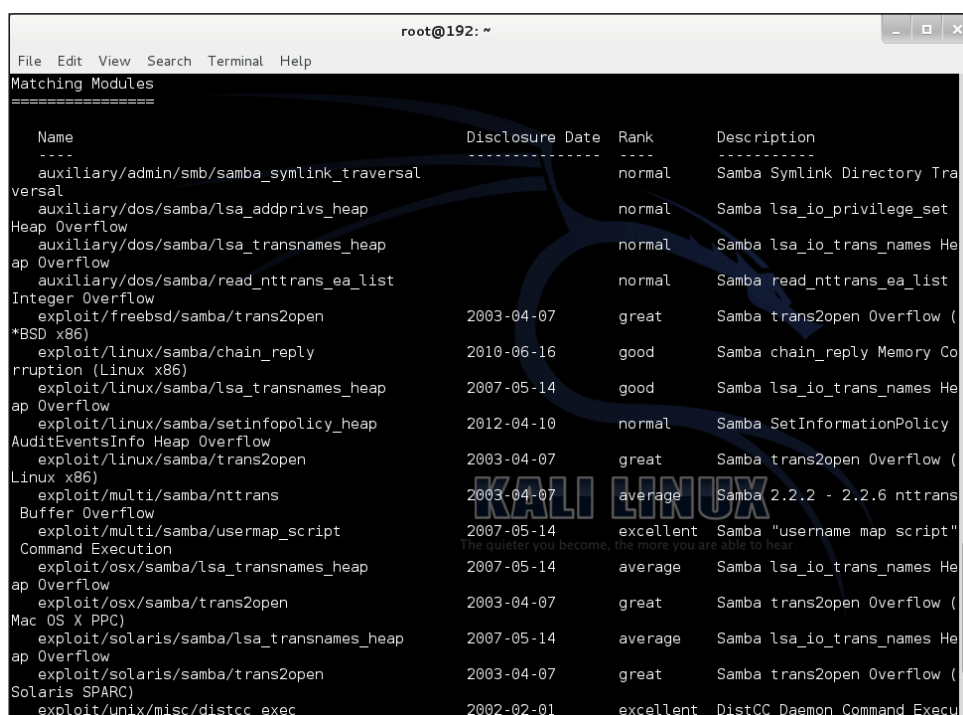 root@192: ~
File Edit View Search Terminal Help
Matching Modules
================
Name Disclosure Date Rank Description
---- --------------- ---- -----------
auxiliary/admin/smb/samba_symlink_traversal normal Samba Symlink Directory Tra
versal
auxiliary/dos/samba/lsa_addprivs_heap normal Samba lsa_io_privilege_set
Heap Overflow
auxiliary/dos/samba/lsa_transnames_heap normal Samba lsa_io_trans_names He
ap Overflow
auxiliary/dos/samba/read_nttrans_ea_list normal Samba read_nttrans_ea_list
Integer Overflow
exploit/freebsd/samba/trans2open 2003-04-07 great Samba trans2open Overflow (
*BSD x86)
exploit/linux/samba/chain_reply 2010-06-16 good Samba chain_reply Memory Co
rruption (Linux x86)
exploit/linux/samba/lsa_transnames_heap 2007-05-14 good Samba lsa_io_trans_names He
ap Overflow
exploit/linux/samba/setinfopolicy_heap 2012-04-10 normal Samba SetInformationPolicy
AuditEventsInfo Heap Overflow
exploit/linux/samba/trans2open 2003-04-07 great Samba trans2open Overflow (
Linux x86)
exploit/multi/samba/nttrans 2003-04-07 average Samba 2.2.2 - 2.2.6 nttrans
Buffer Overflow
KALI LINUX
exploit/multi/samba/usermap_script 2007-05-14 excellent Samba "username map script"
Command Execution
The quieter you become, the more you are able to hear.
exploit/osx/samba/lsa_transnames_heap 2007-05-14 average Samba lsa_io_trans_names He
ap Overflow
exploit/osx/samba/trans2open 2003-04-07 great Samba trans2open Overflow (
Mac OS X PPC)
exploit/solaris/samba/lsa_transnames_heap 2007-05-14 average Samba lsa_io_trans_names He
ap Overflow
exploit/solaris/samba/trans2open 2003-04-07 great Samba trans2open Overflow (
Solaris SPARC)
exploit/unix/misc/distcc_exec 2002-02-01 excellent DistCC Daemon Command Execu